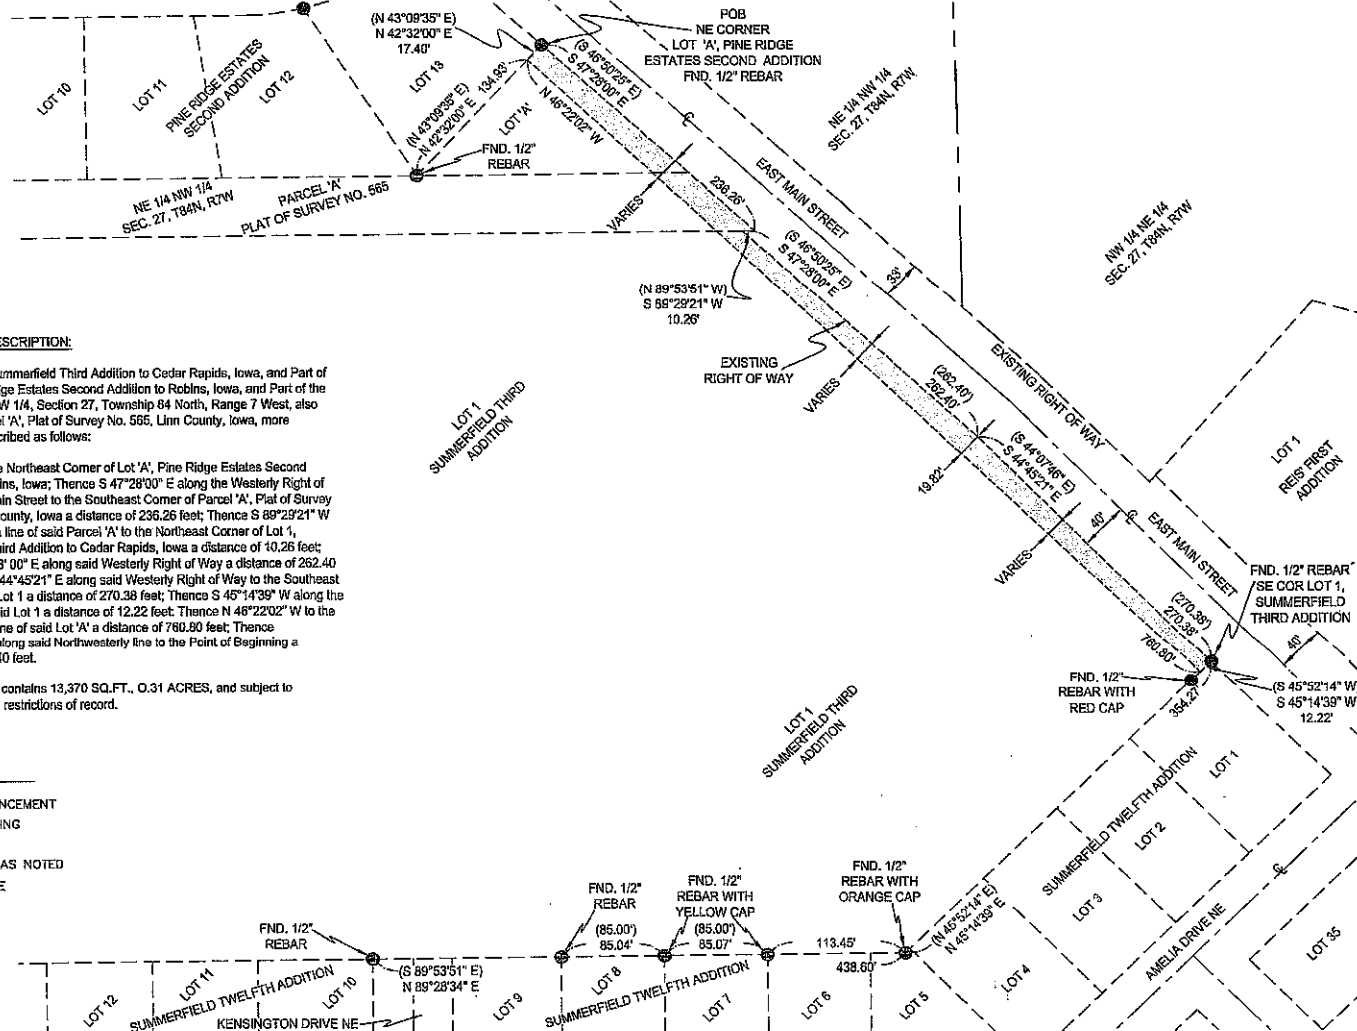 (N 43°09'35" E)
N 42°32'00" E
17.40'
POB
NE CORNER
LOT 'A', PINE RIDGE
ESTATES SECOND ADDITION
FND. 1/2" REBAR
(S 46°50'25" E)
S 47°28'00" E
N 46°22'02" W
LOT 10
LOT 11
PINE RIDGE ESTATES
SECOND ADDITION
LOT 12
LOT 13
(N 43°09'35" E)
N 42°32'00" E
134.93'
LOT 'A'
FND. 1/2"
REBAR
NE 1/4 NW 1/4
SEC. 27, T84N, R7W
NE 1/4 NW 1/4
SEC. 27, T84N, R7W
PARCEL 'A'
PLAT OF SURVEY NO. 565
VARIES
236.26'
EAST MAIN STREET
NW 1/4 NE 1/4
SEC. 27, T84N, R7W
(S 46°50'25" E)
S 47°28'00" E
33'
(N 89°53'51" W)
S 89°29'21" W
10.26'
EXISTING
RIGHT OF WAY
VARIES
EXISTING RIGHT OF WAY
(262.40')
262.40'
ESCRIPTION:
ummerfield Third Addition to Cedar Rapids, Iowa, and Part of
ge Estates Second Addition to Robins, Iowa, and Part of the
W 1/4, Section 27, Township 84 North, Range 7 West, also
el 'A', Plat of Survey No. 565, Linn County, Iowa, more
cribed as follows:
e Northeast Corner of Lot 'A', Pine Ridge Estates Second
ins, Iowa; Thence S 47°28'00" E along the Westerly Right of
ain Street to the Southeast Corner of Parcel 'A', Plat of Survey
county, Iowa a distance of 236.26 feet; Thence S 89°29'21" W
line of said Parcel 'A' to the Northeast Corner of Lot 1,
hird Addition to Cedar Rapids, Iowa a distance of 10.26 feet;
8' 00" E along said Westerly Right of Way a distance of 262.40
44°45'21" E along said Westerly Right of Way to the Southeast
Lot 1 a distance of 270.38 feet; Thence S 45°14'39" W along the
id Lot 1 a distance of 12.22 feet; Thence N 46°22'02" W to the
ine of said Lot 'A' a distance of 760.80 feet; Thence
along said Northwesterly line to the Point of Beginning a
40 feet.
contains 13,370 SQ.FT., 0.31 ACRES, and subject to
restrictions of record.
LOT 1
SUMMERFIELD THIRD
ADDITION
19.82'
(S 44°07'46" E)
S 44°45'21" E
LOT 1
REIS' FIRST
ADDITION
VARIES
40'
EAST MAIN STREET
(270.38')
270.38'
760.80'
FND. 1/2" REBAR
SE COR LOT 1,
SUMMERFIELD
THIRD ADDITION
40'
FND. 1/2"
REBAR WITH
RED CAP
354.27'
(S 45°52'14" W
S 45°14'39" W
12.22'
LOT 1
SUMMERFIELD THIRD
ADDITION
NCEMENT
ING
AS NOTED
E
SUMMERFIELD TWELFTH ADDITION
LOT 1
LOT 2
LOT 3
LOT 4
AMELIA DRIVE NE
LOT 35
FND. 1/2"
REBAR
FND. 1/2"
REBAR
(85.00')
85.04'
FND. 1/2"
REBAR WITH
YELLOW CAP
(85.00')
85.07'
113.45'
FND. 1/2"
REBAR WITH
ORANGE CAP
438.60'
(N 45°52'14" E)
N 45°14'39" E
(S 89°53'51" E)
N 89°28'34" E
LOT 12
LOT 11
SUMMERFIELD TWELFTH ADDITION
LOT 10
KENSINGTON DRIVE NE
LOT 9
LOT 8
SUMMERFIELD TWELFTH ADDITION
LOT 7
LOT 6
LOT 5